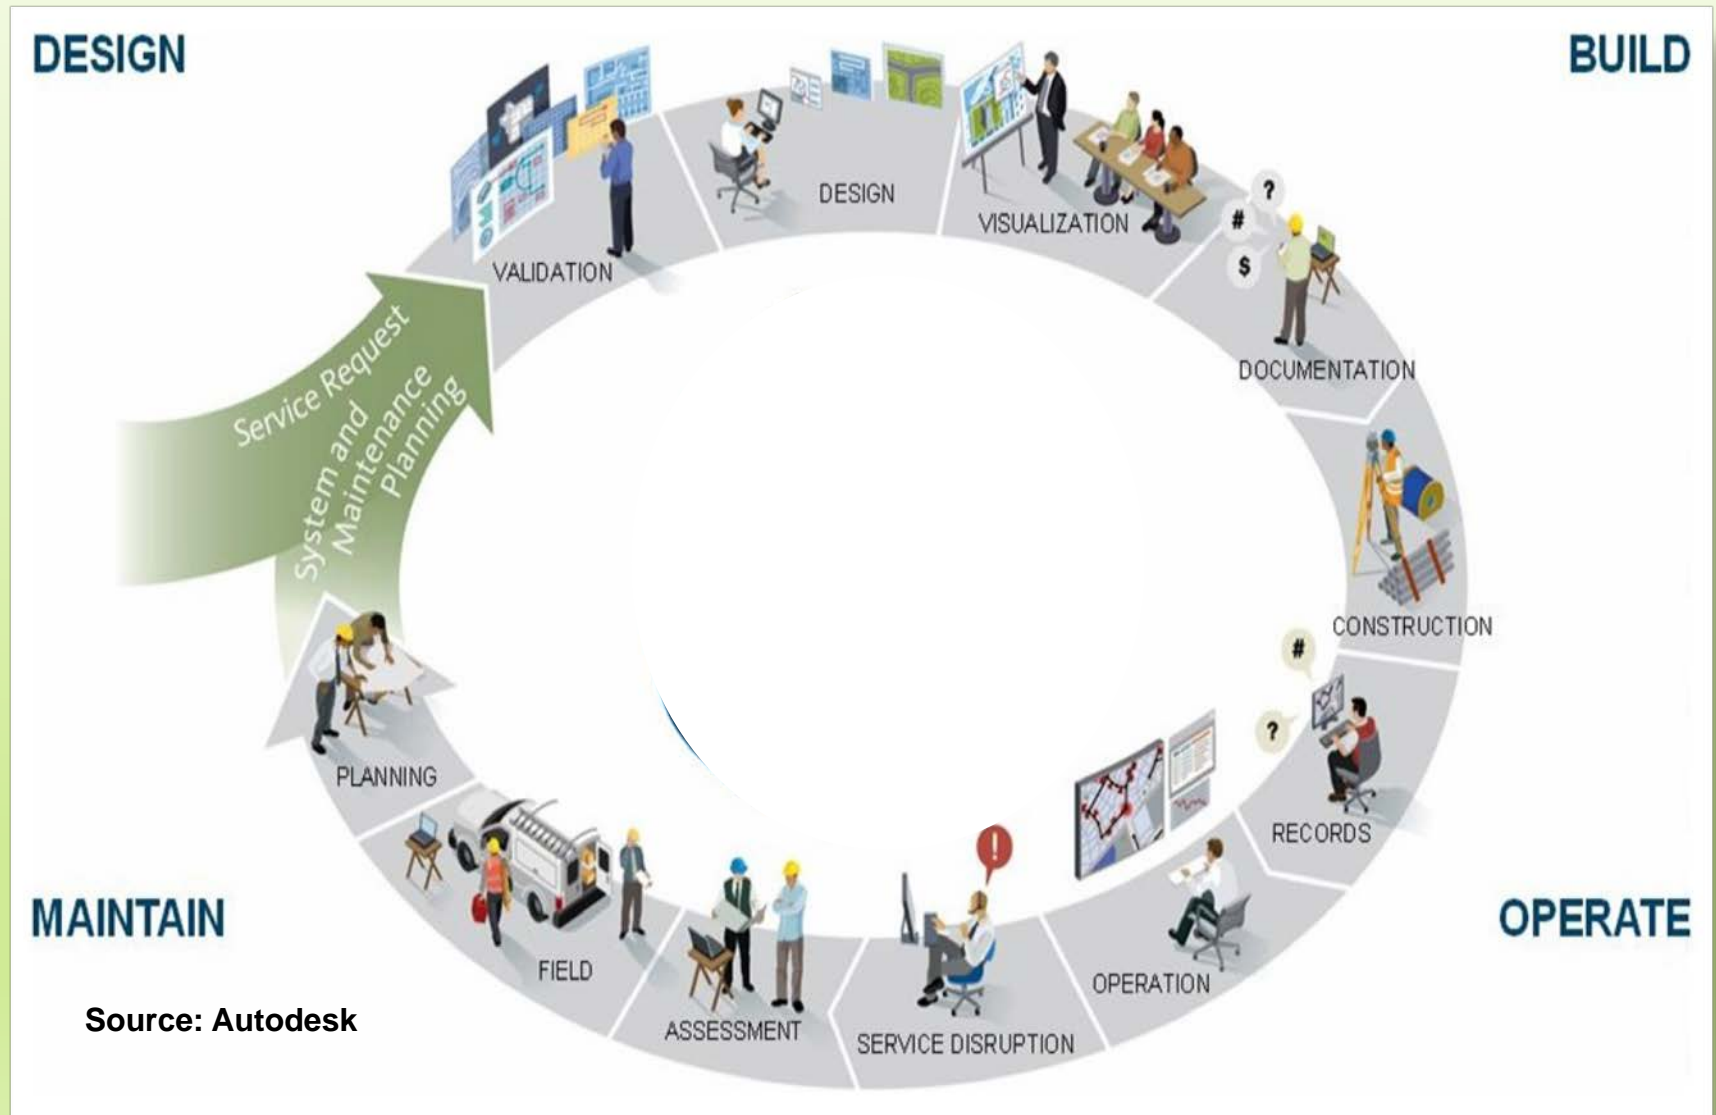 DESIGN
BUILD
VALIDATION
DESIGN
VISUALIZATION
?
#
$
DOCUMENTATION
Service Request
System and
Maintenance
Planning
CONSTRUCTION
#
?
RECORDS
!
OPERATION
SERVICE DISRUPTION
ASSESSMENT
FIELD
PLANNING
MAINTAIN
OPERATE
Source: Autodesk